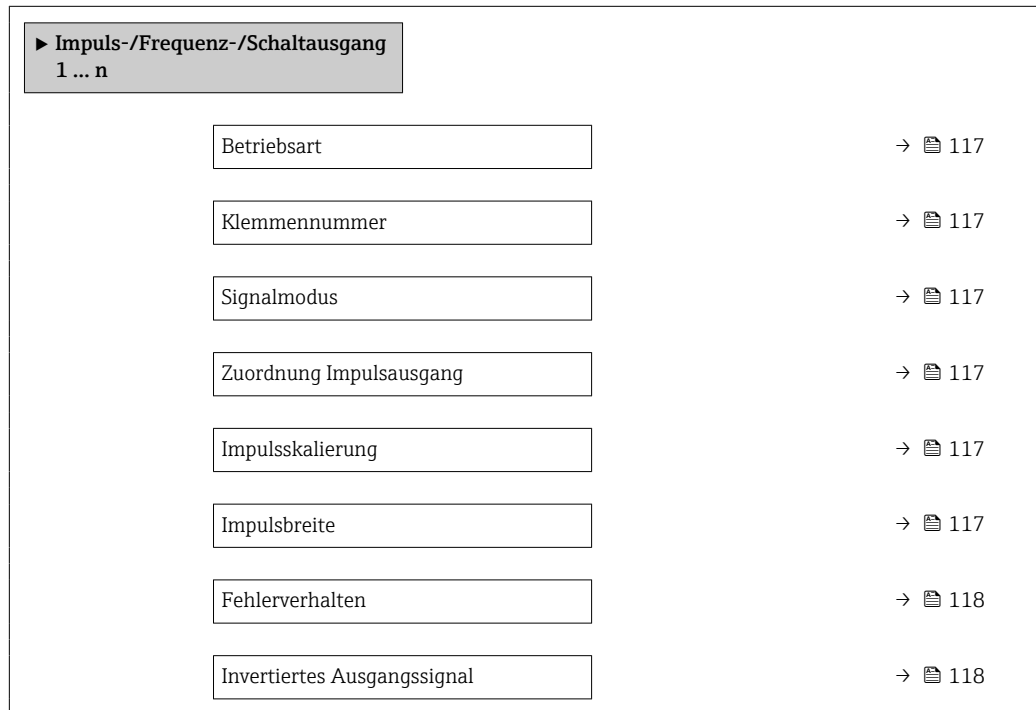 ► Impuls-/Frequenz-/Schaltausgang
1 ... n
Betriebsart → 117
Klemmennummer → 117
Signalmodus → 117
Zuordnung Impulsausgang → 117
Impulsskalierung → 117
Impulsbreite → 117
Fehlerverhalten → 118
Invertiertes Ausgangssignal → 118